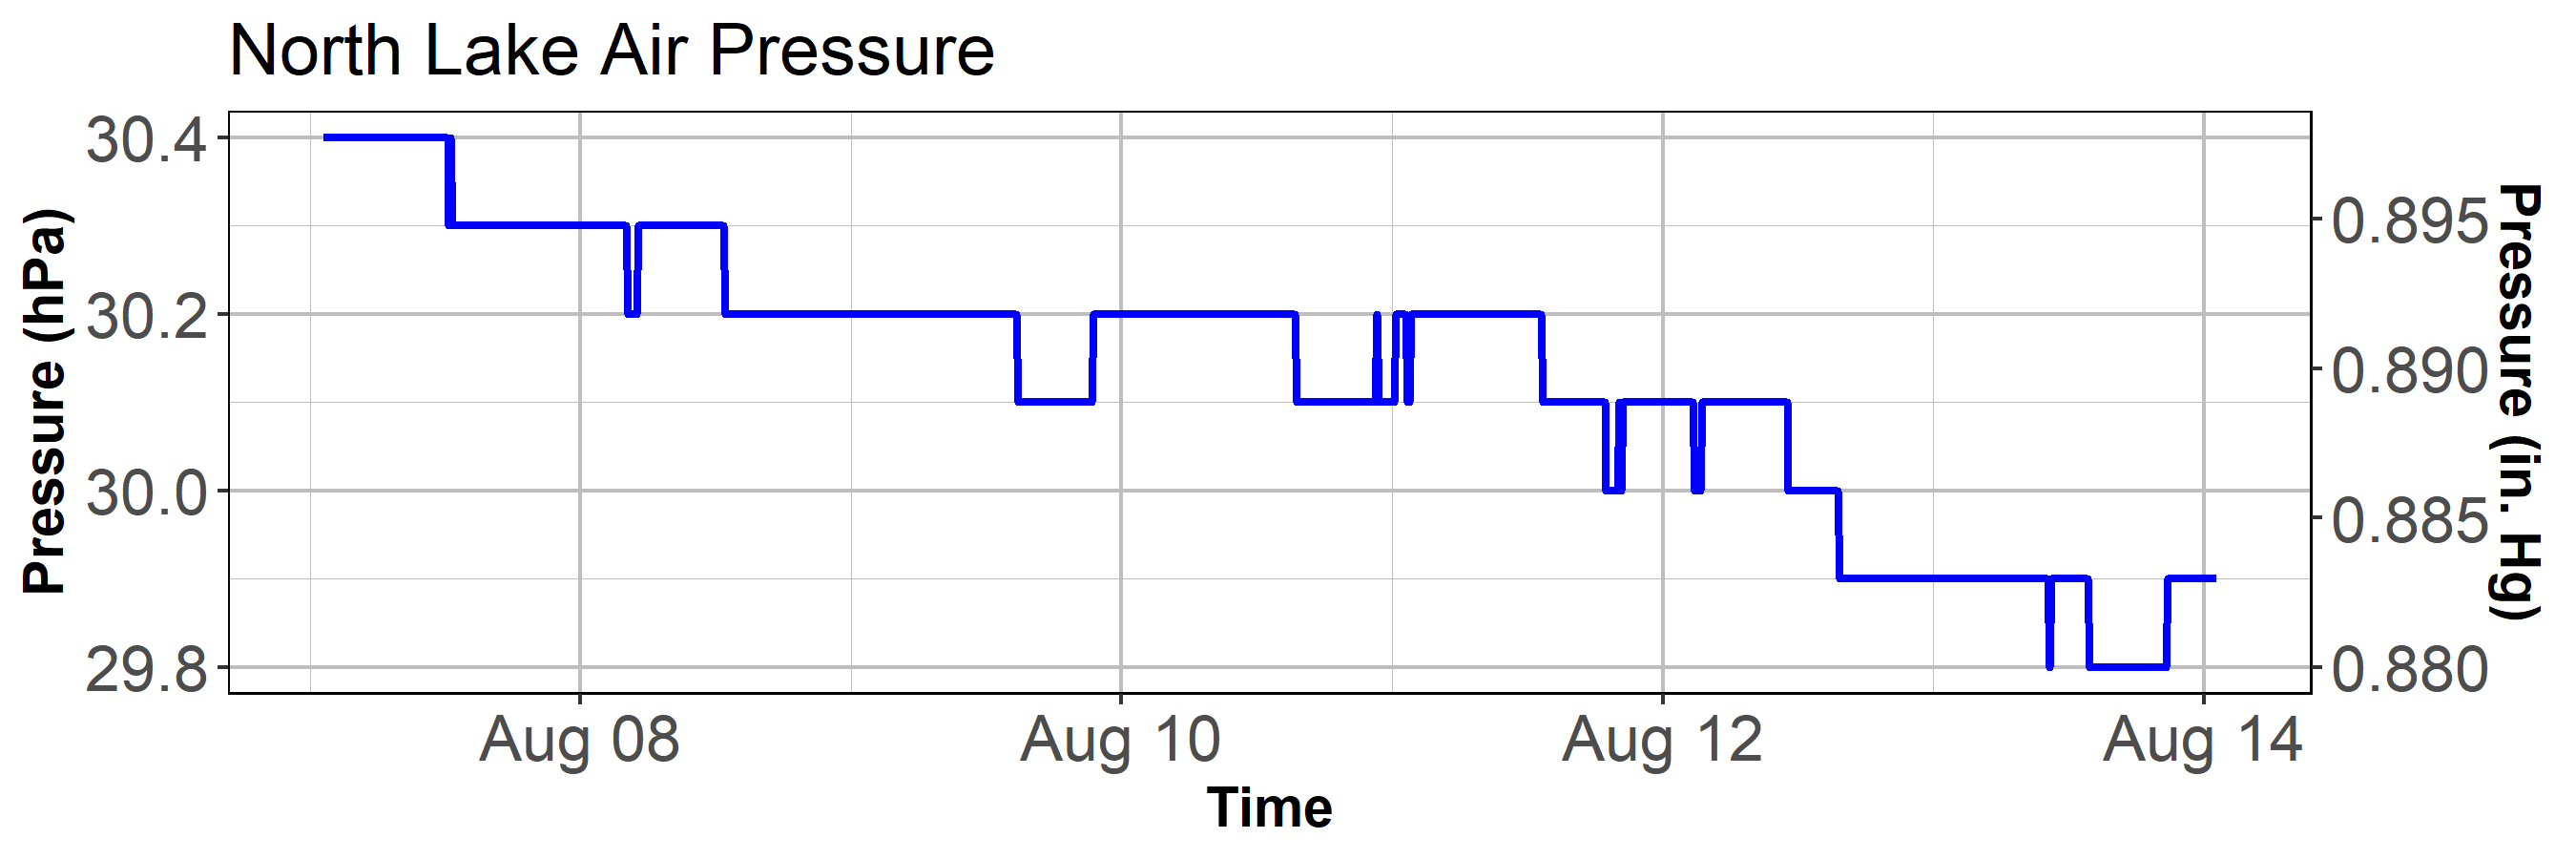 North Lake Air Pressure
Pressure (hPa)
30.4
30.2
30.0
29.8
0.895
0.890
0.885
0.880
Pressure (in. Hg)
Aug 08 Aug 10 Aug 12 Aug 14
Time